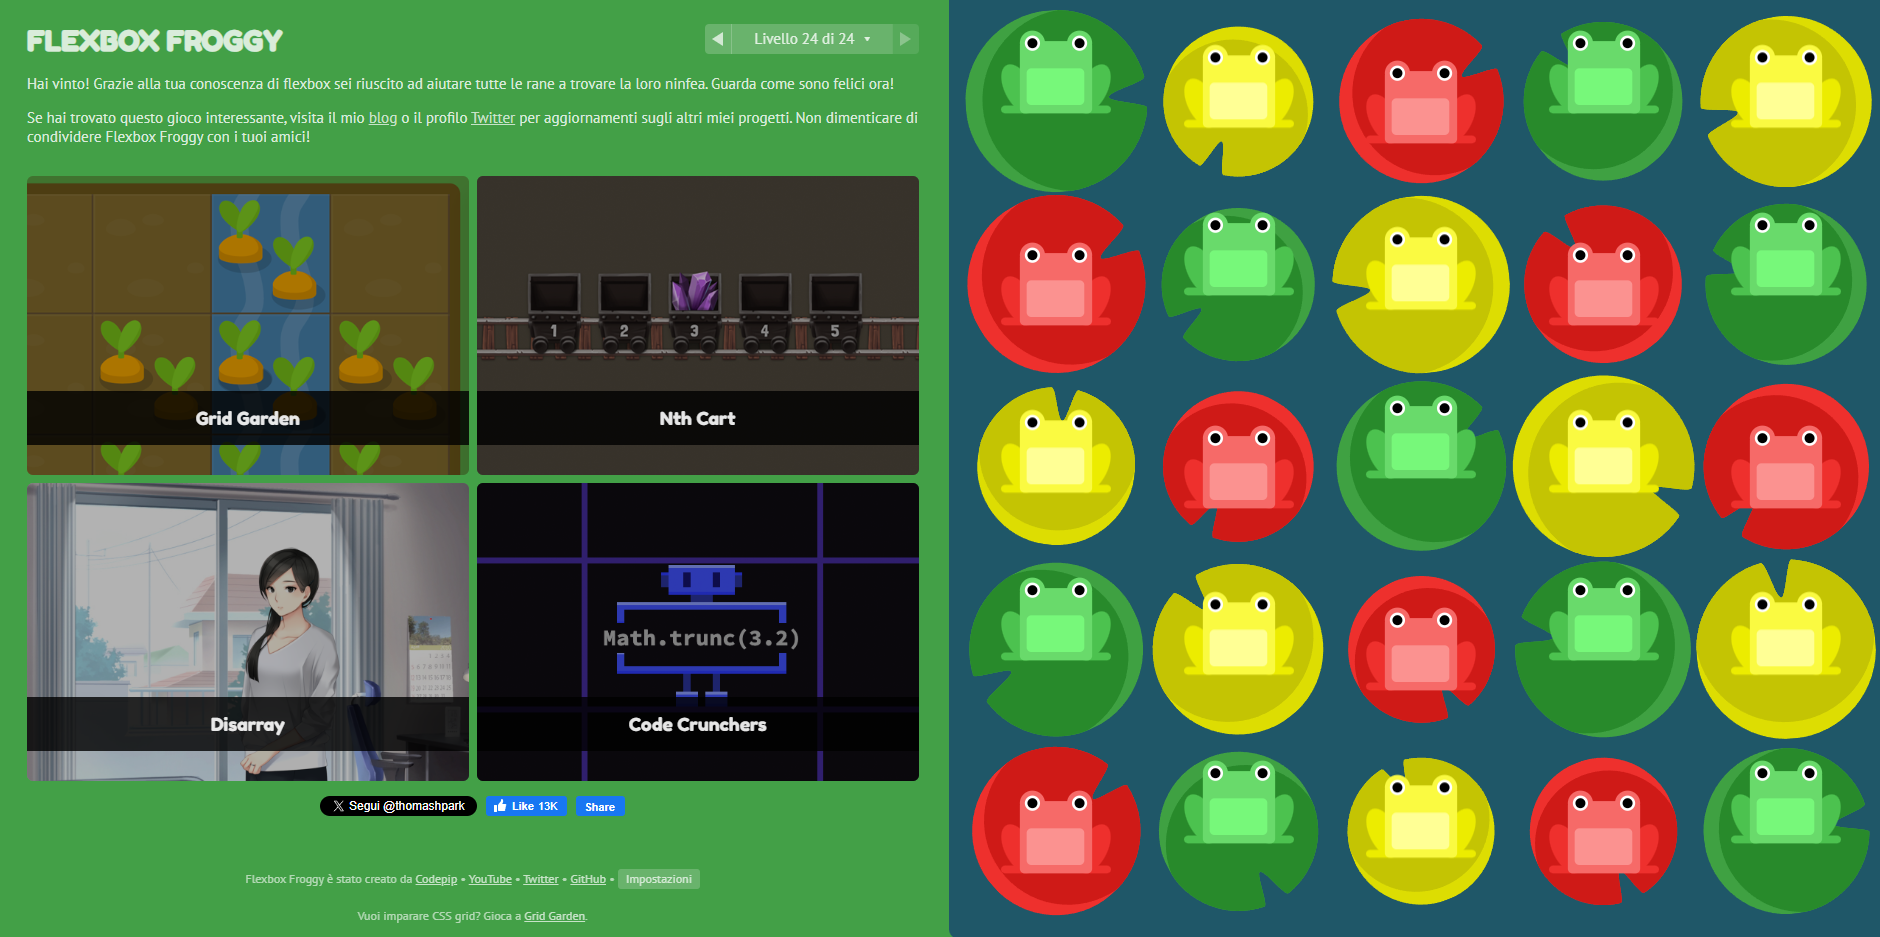 FLEXBOX FROGGY
Livello 24 di 24
Hai vinto! Grazie alla tua conoscenza di flexbox sei riuscito ad aiutare tutte le rane a trovare la loro ninfea. Guarda come sono felici ora!
Se hai trovato questo gioco interessante, visita il mio blog o il profilo Twitter per aggiornamenti sugli altri miei progetti. Non dimenticare di
condividere Flexbox Froggy con i tuoi amici!
1 2 3 4 5
Grid Garden
Nth Cart
Math.trunc(3.2)
Disarray
Code Crunchers
Segui @thomashpark
Like 13K
Share
Flexbox Froggy è stato creato da Codepip • YouTube • Twitter • GitHub • Impostazioni
Vuoi imparare CSS grid? Gioca a Grid Garden.